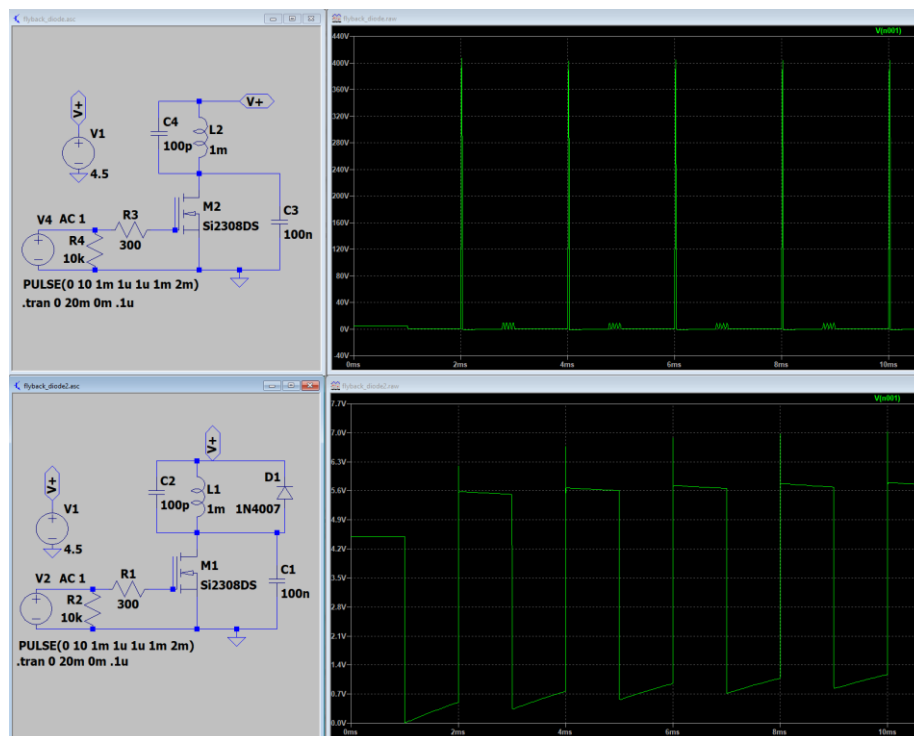 flyback_diode.asc
V+
V1
4.5
V+
C4
100p
L2
1m
M2
Si2308DS
C3
100n
V4 AC 1
R3
300
R4
10k
PULSE(0 10 1m 1u 1u 1m 2m)
.tran 0 20m 0m .1u
flyback_diode.raw
V(n001)
440V
400V
360V
320V
280V
240V
200V
160V
120V
80V
40V
0V
-40V
0ms 2ms 4ms 6ms 8ms 10ms
flyback_diode2.asc
V+
V1
4.5
V+
C2
100p
L1
1m
D1
1N4007
M1
Si2308DS
C1
100n
V2 AC 1
R1
300
R2
10k
PULSE(0 10 1m 1u 1u 1m 2m)
.tran 0 20m 0m .1u
flyback_diode2.raw
V(n001)
7.7V
7.0V
6.3V
5.6V
4.9V
4.2V
3.5V
2.8V
2.1V
1.4V
0.7V
0.0V
0ms 2ms 4ms 6ms 8ms 10ms